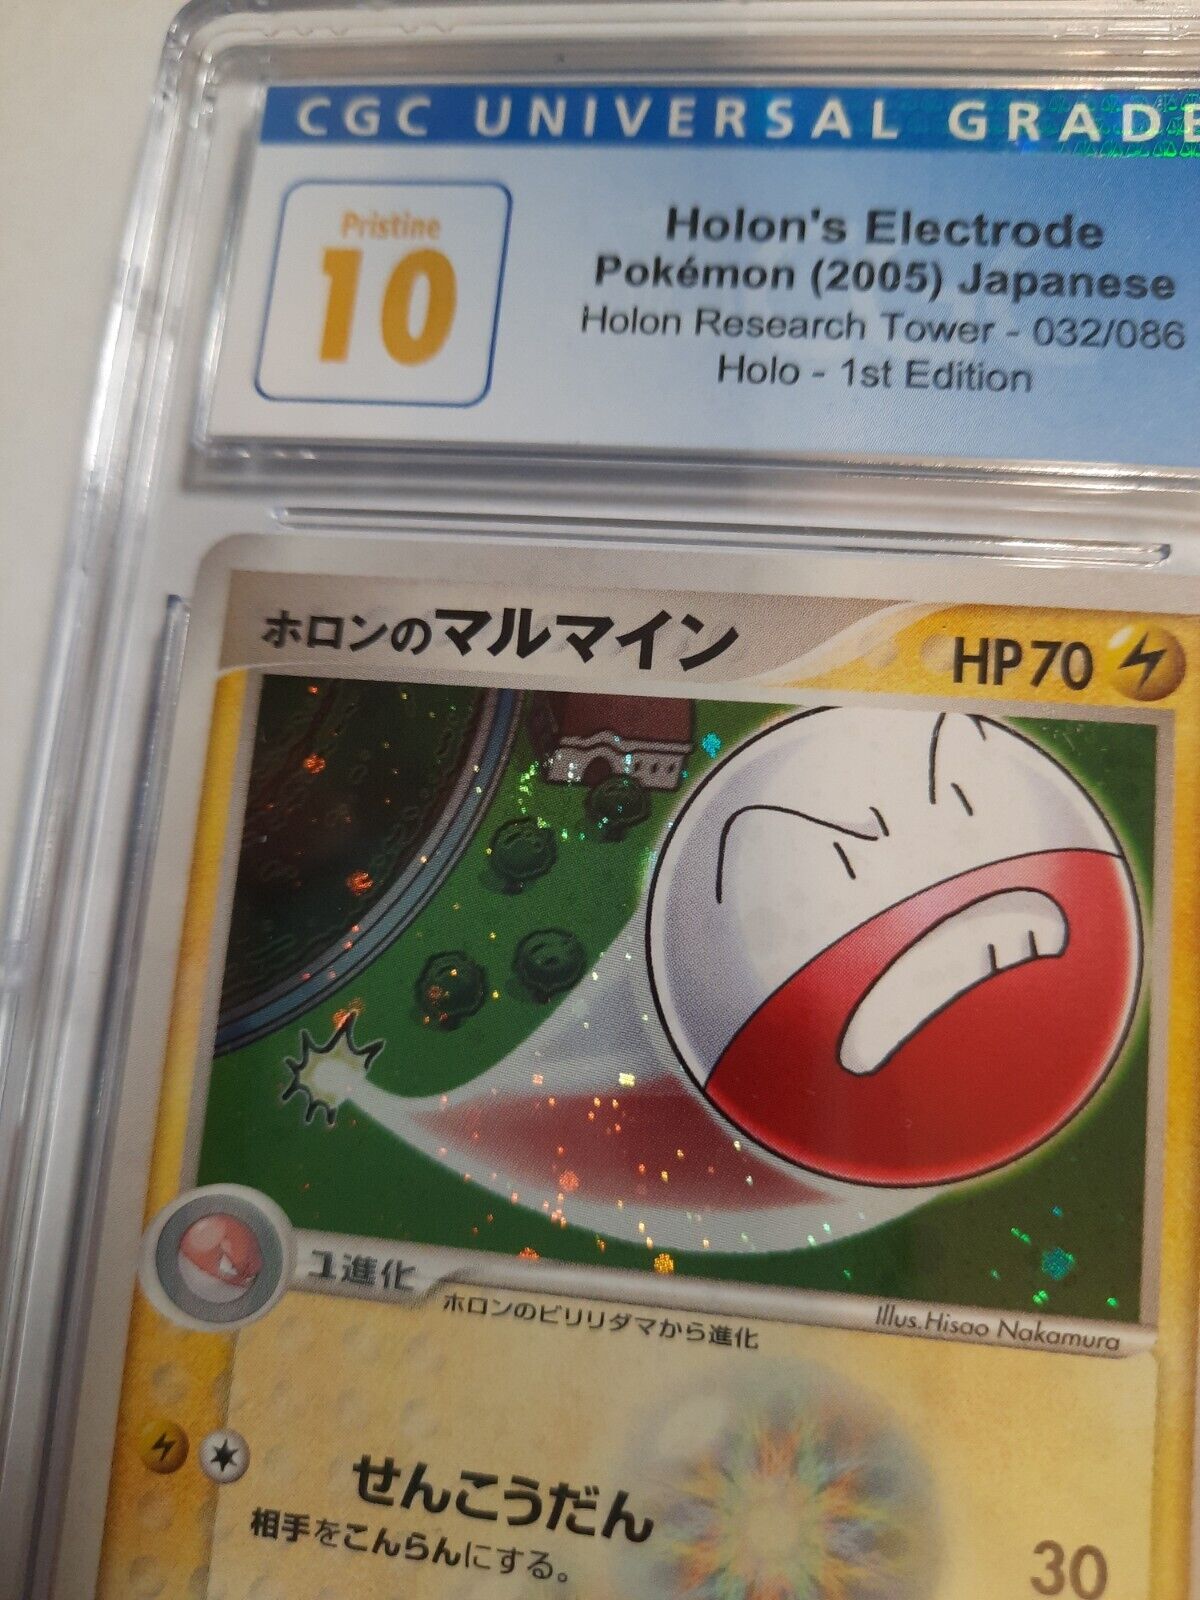 CGC UNIVERSAL GRADE
Pristine
10
Holon's Electrode
Pokémon (2005) Japanese
Holon Research Tower - 032/086
Holo - 1st Edition
ホロンのマルマイン HP70
1進化
ホロンのビリリダマから進化
Illus. Hisao Nakamura
せんこうだん 30
相手をこんらんにする。